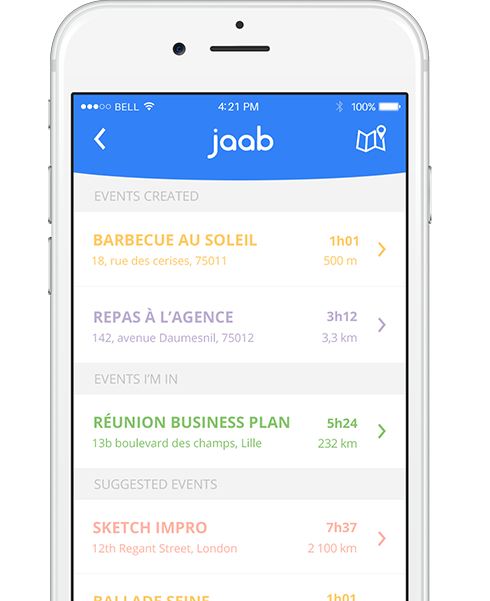 BELL 4:21 PM 100%
jaab
EVENTS CREATED
BARBECUE AU SOLEIL 1h01
18, rue des cerises, 75011 500 m
REPAS À L’AGENCE 3h12
142, avenue Daumesnil, 75012 3,3 km
EVENTS I’M IN
RÉUNION BUSINESS PLAN 5h24
13b boulevard des champs, Lille 232 km
SUGGESTED EVENTS
SKETCH IMPRO 7h37
12th Regant Street, London 2 100 km
BALLADE SEINE 1h01